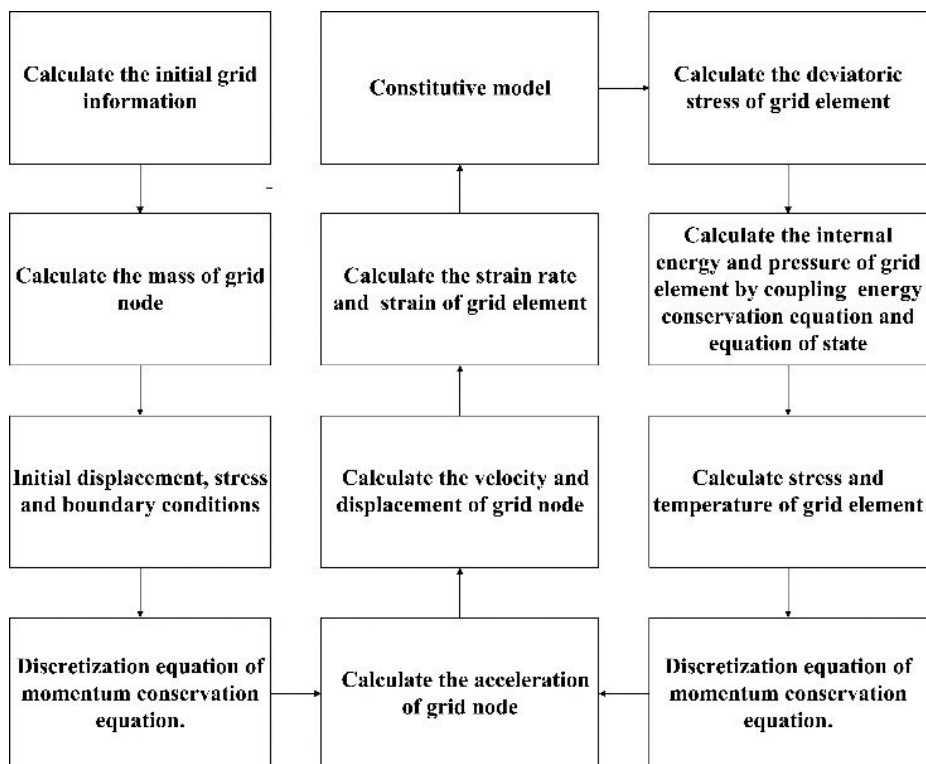 Calculate the initial grid
information
Calculate the mass of grid
node
Initial displacement, stress
and boundary conditions
Discretization equation of
momentum conservation
equation.
Constitutive model
Calculate the strain rate
and strain of grid element
Calculate the velocity and
displacement of grid node
Calculate the acceleration
of grid node
Calculate the deviatoric
stress of grid element
Calculate the internal
energy and pressure of grid
element by coupling energy
conservation equation and
equation of state
Calculate stress and
temperature of grid element
Discretization equation of
momentum conservation
equation.